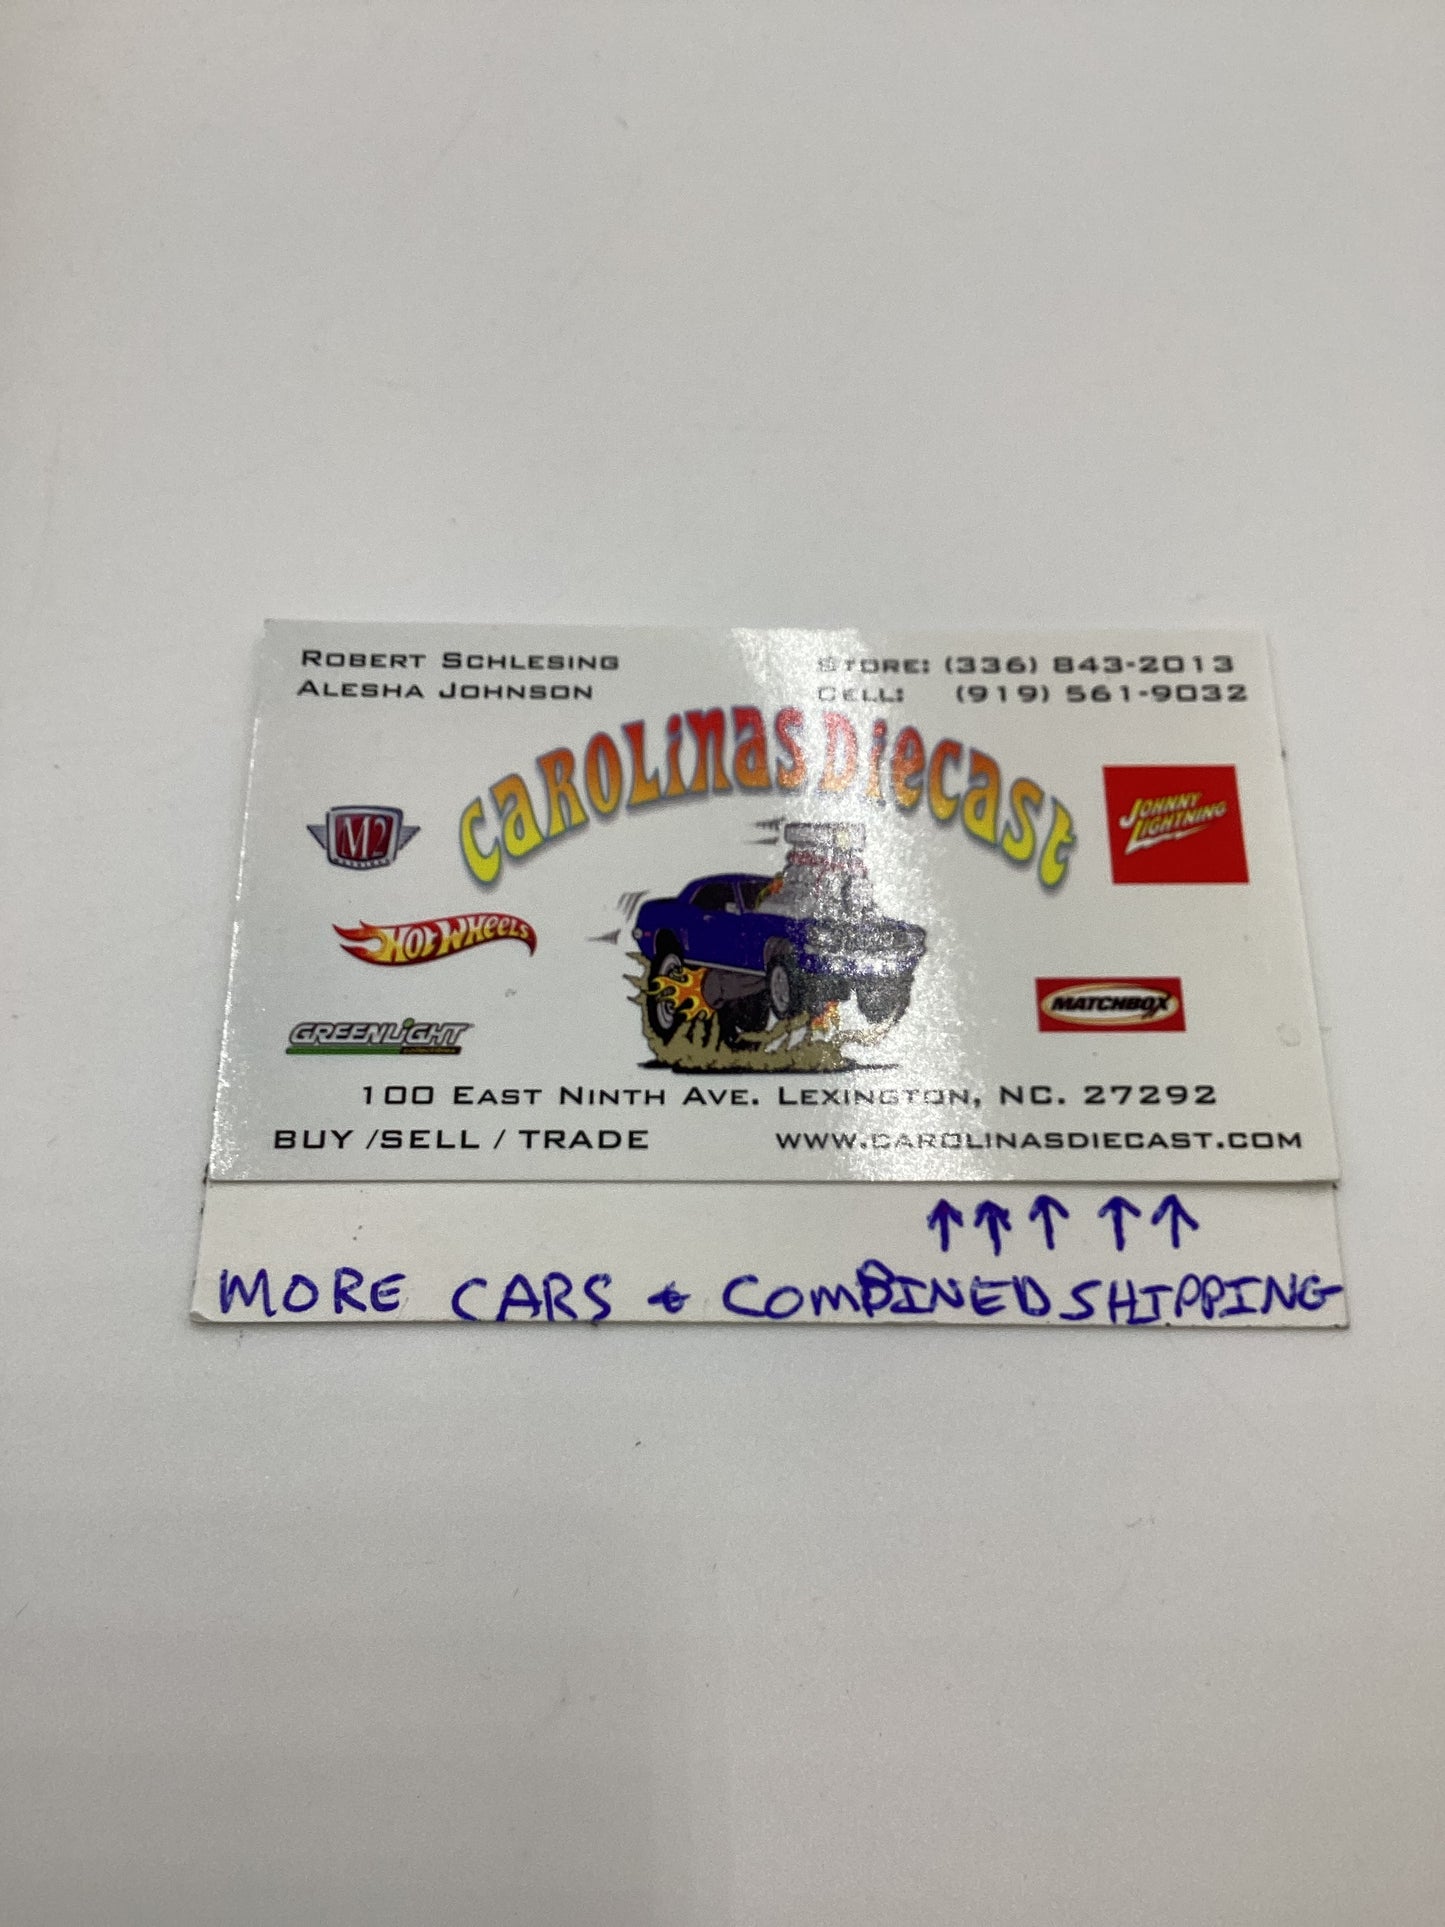 ROBERT SCHLESING
ALESHA JOHNSON
STORE: (336) 843-2013
CELL: (919) 561-9032
CAROLINAS DIECAST
M2
JOHNNY
LIGHTNING
HOT WHEELS
MATCHBOX
GREENLIGHT
100 EAST NINTH AVE. LEXINGTON, NC. 27292
BUY /SELL / TRADE
WWW.CAROLINASDIECAST.COM
↑↑↑↑↑
MORE CARS & COMBINED SHIPPING